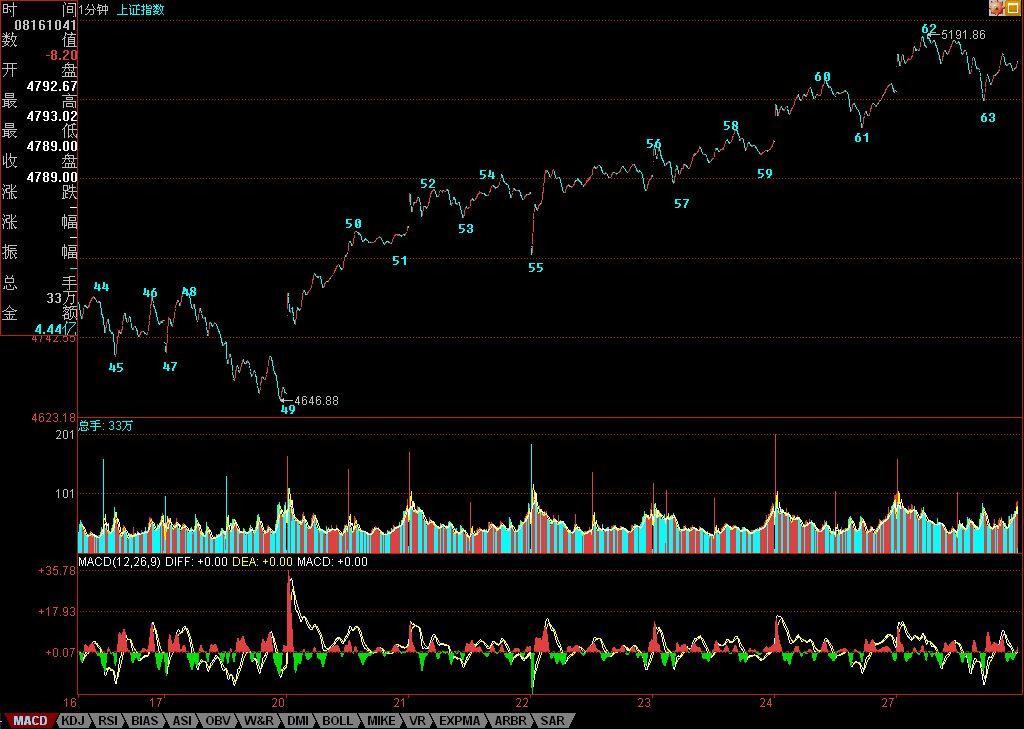 时 间 1分钟 上证指数
08161041
数 值
-8.20
开 盘
4792.67
最 高
4793.02
最 低
4789.00
收 盘
4789.00
涨 跌
涨 幅
振 幅
总 手
33万
金 额
4.44亿
4742.55
4623.18
44
45
46
47
48
49
4646.88
50
51
52
53
54
55
56
57
58
59
60
61
62
5191.86
63
总手: 33万
201
101
MACD(12,26,9) DIFF: +0.00 DEA: +0.00 MACD: +0.00
+35.78
+17.93
+0.07
16 17 20 21 22 23 24 27
MACD KDJ RSI BIAS ASI OBV W&R DMI BOLL MIKE VR EXPMA ARBR SAR